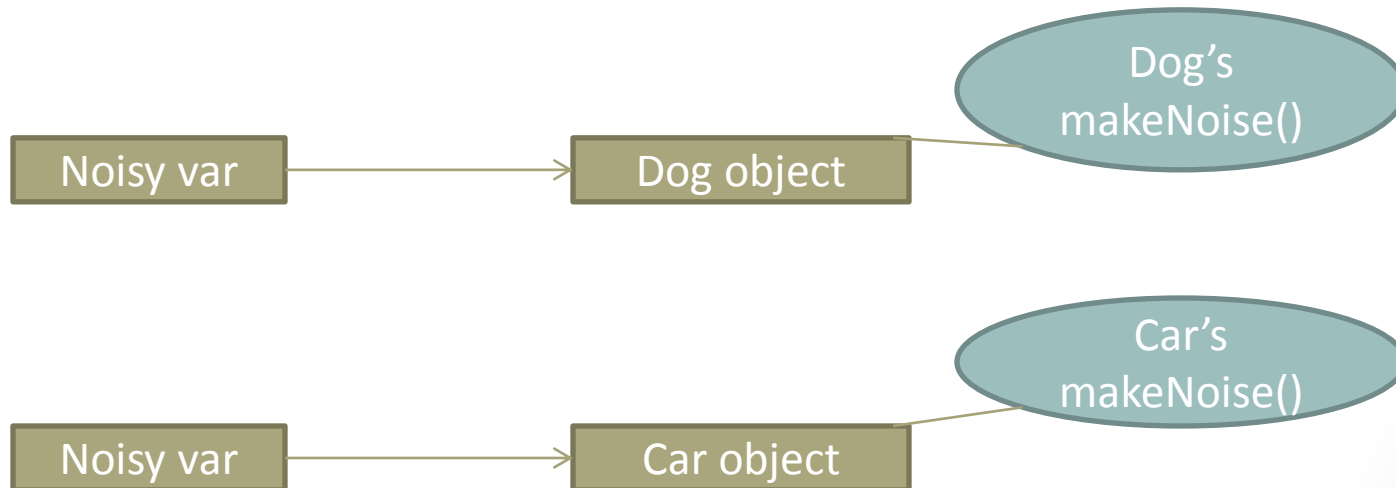 Noisy var
Dog object
Dog’s
makeNoise()
Noisy var
Car object
Car’s
makeNoise()